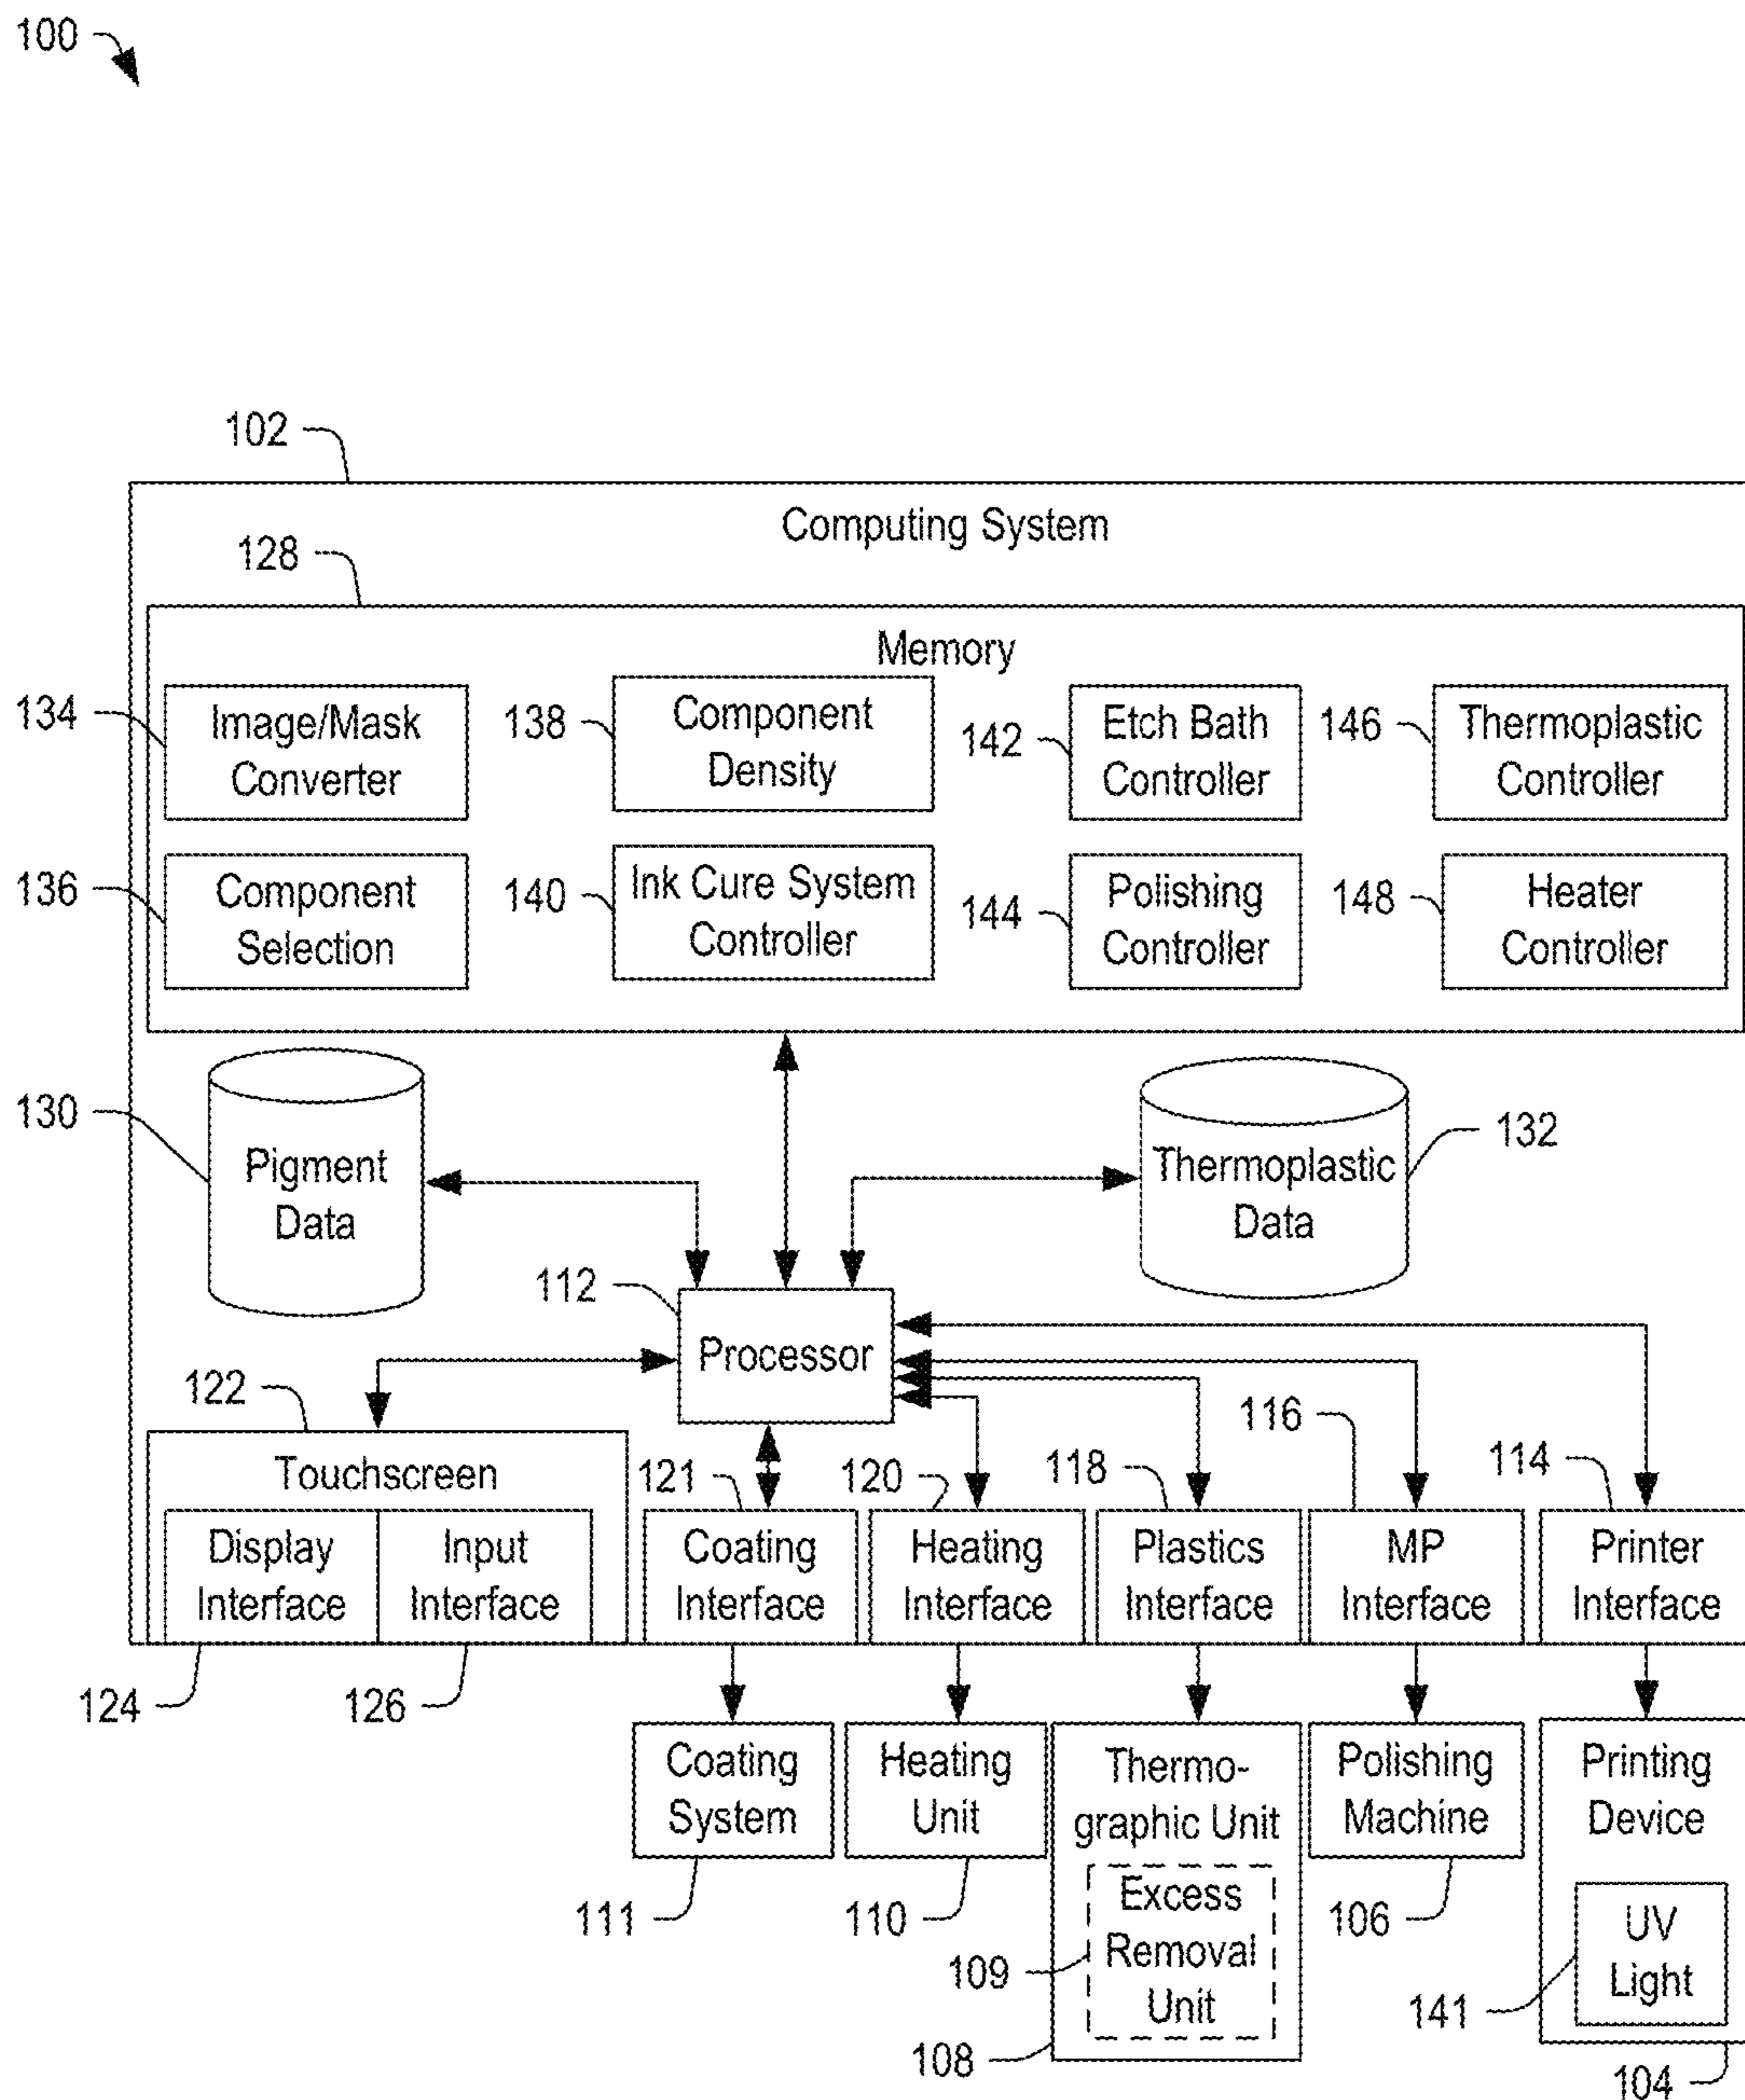 100
102
Computing System
128
Memory
134
Image/Mask
Converter
138
Component
Density
142
Etch Bath
Controller
146
Thermoplastic
Controller
136
Component
Selection
140
Ink Cure System
Controller
144
Polishing
Controller
148
Heater
Controller
130
Pigment
Data
132
Thermoplastic
Data
112
Processor
122
Touchscreen
121
120
118
116
114
Display
Interface
Input
Interface
Coating
Interface
Heating
Interface
Plastics
Interface
MP
Interface
Printer
Interface
124
126
Coating
System
Heating
Unit
Thermo-
graphic Unit
Polishing
Machine
Printing
Device
111
110
Excess
Removal
Unit
109
106
UV
Light
141
108
104